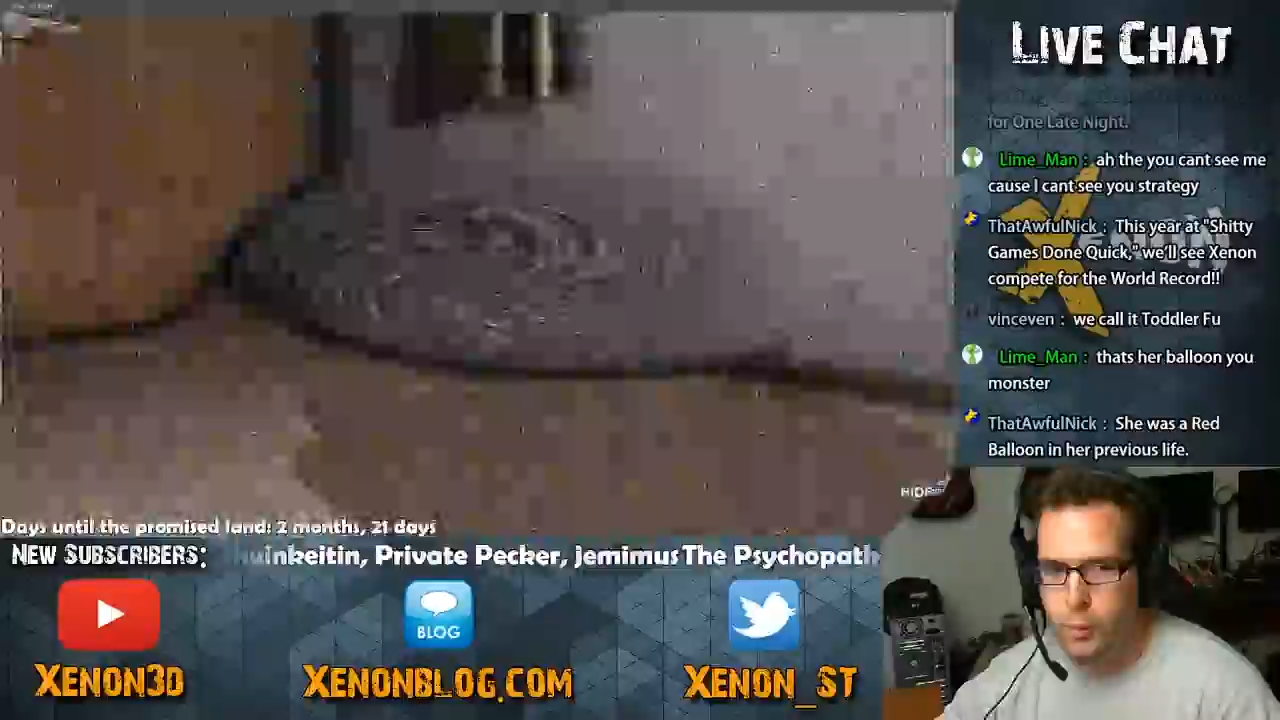 LIVE CHAT
for One Late Night.
Lime_Man : ah the you cant see me
cause I cant see you strategy
ThatAwfulNick : This year at "Shitty
Games Done Quick," we'll see Xenon
compete for the World Record!!
vinceven : we call it Toddler Fu
Lime_Man : thats her balloon you
monster
ThatAwfulNick : She was a Red
Balloon in her previous life.
HIDE
Days until the promised land: 2 months, 21 days
NEW SUBSCRIBERS: inkeitin, Private Pecker, jemimusThe Psychopath
BLOG
XENON3D
XENONBLOG.COM
XENON_ST